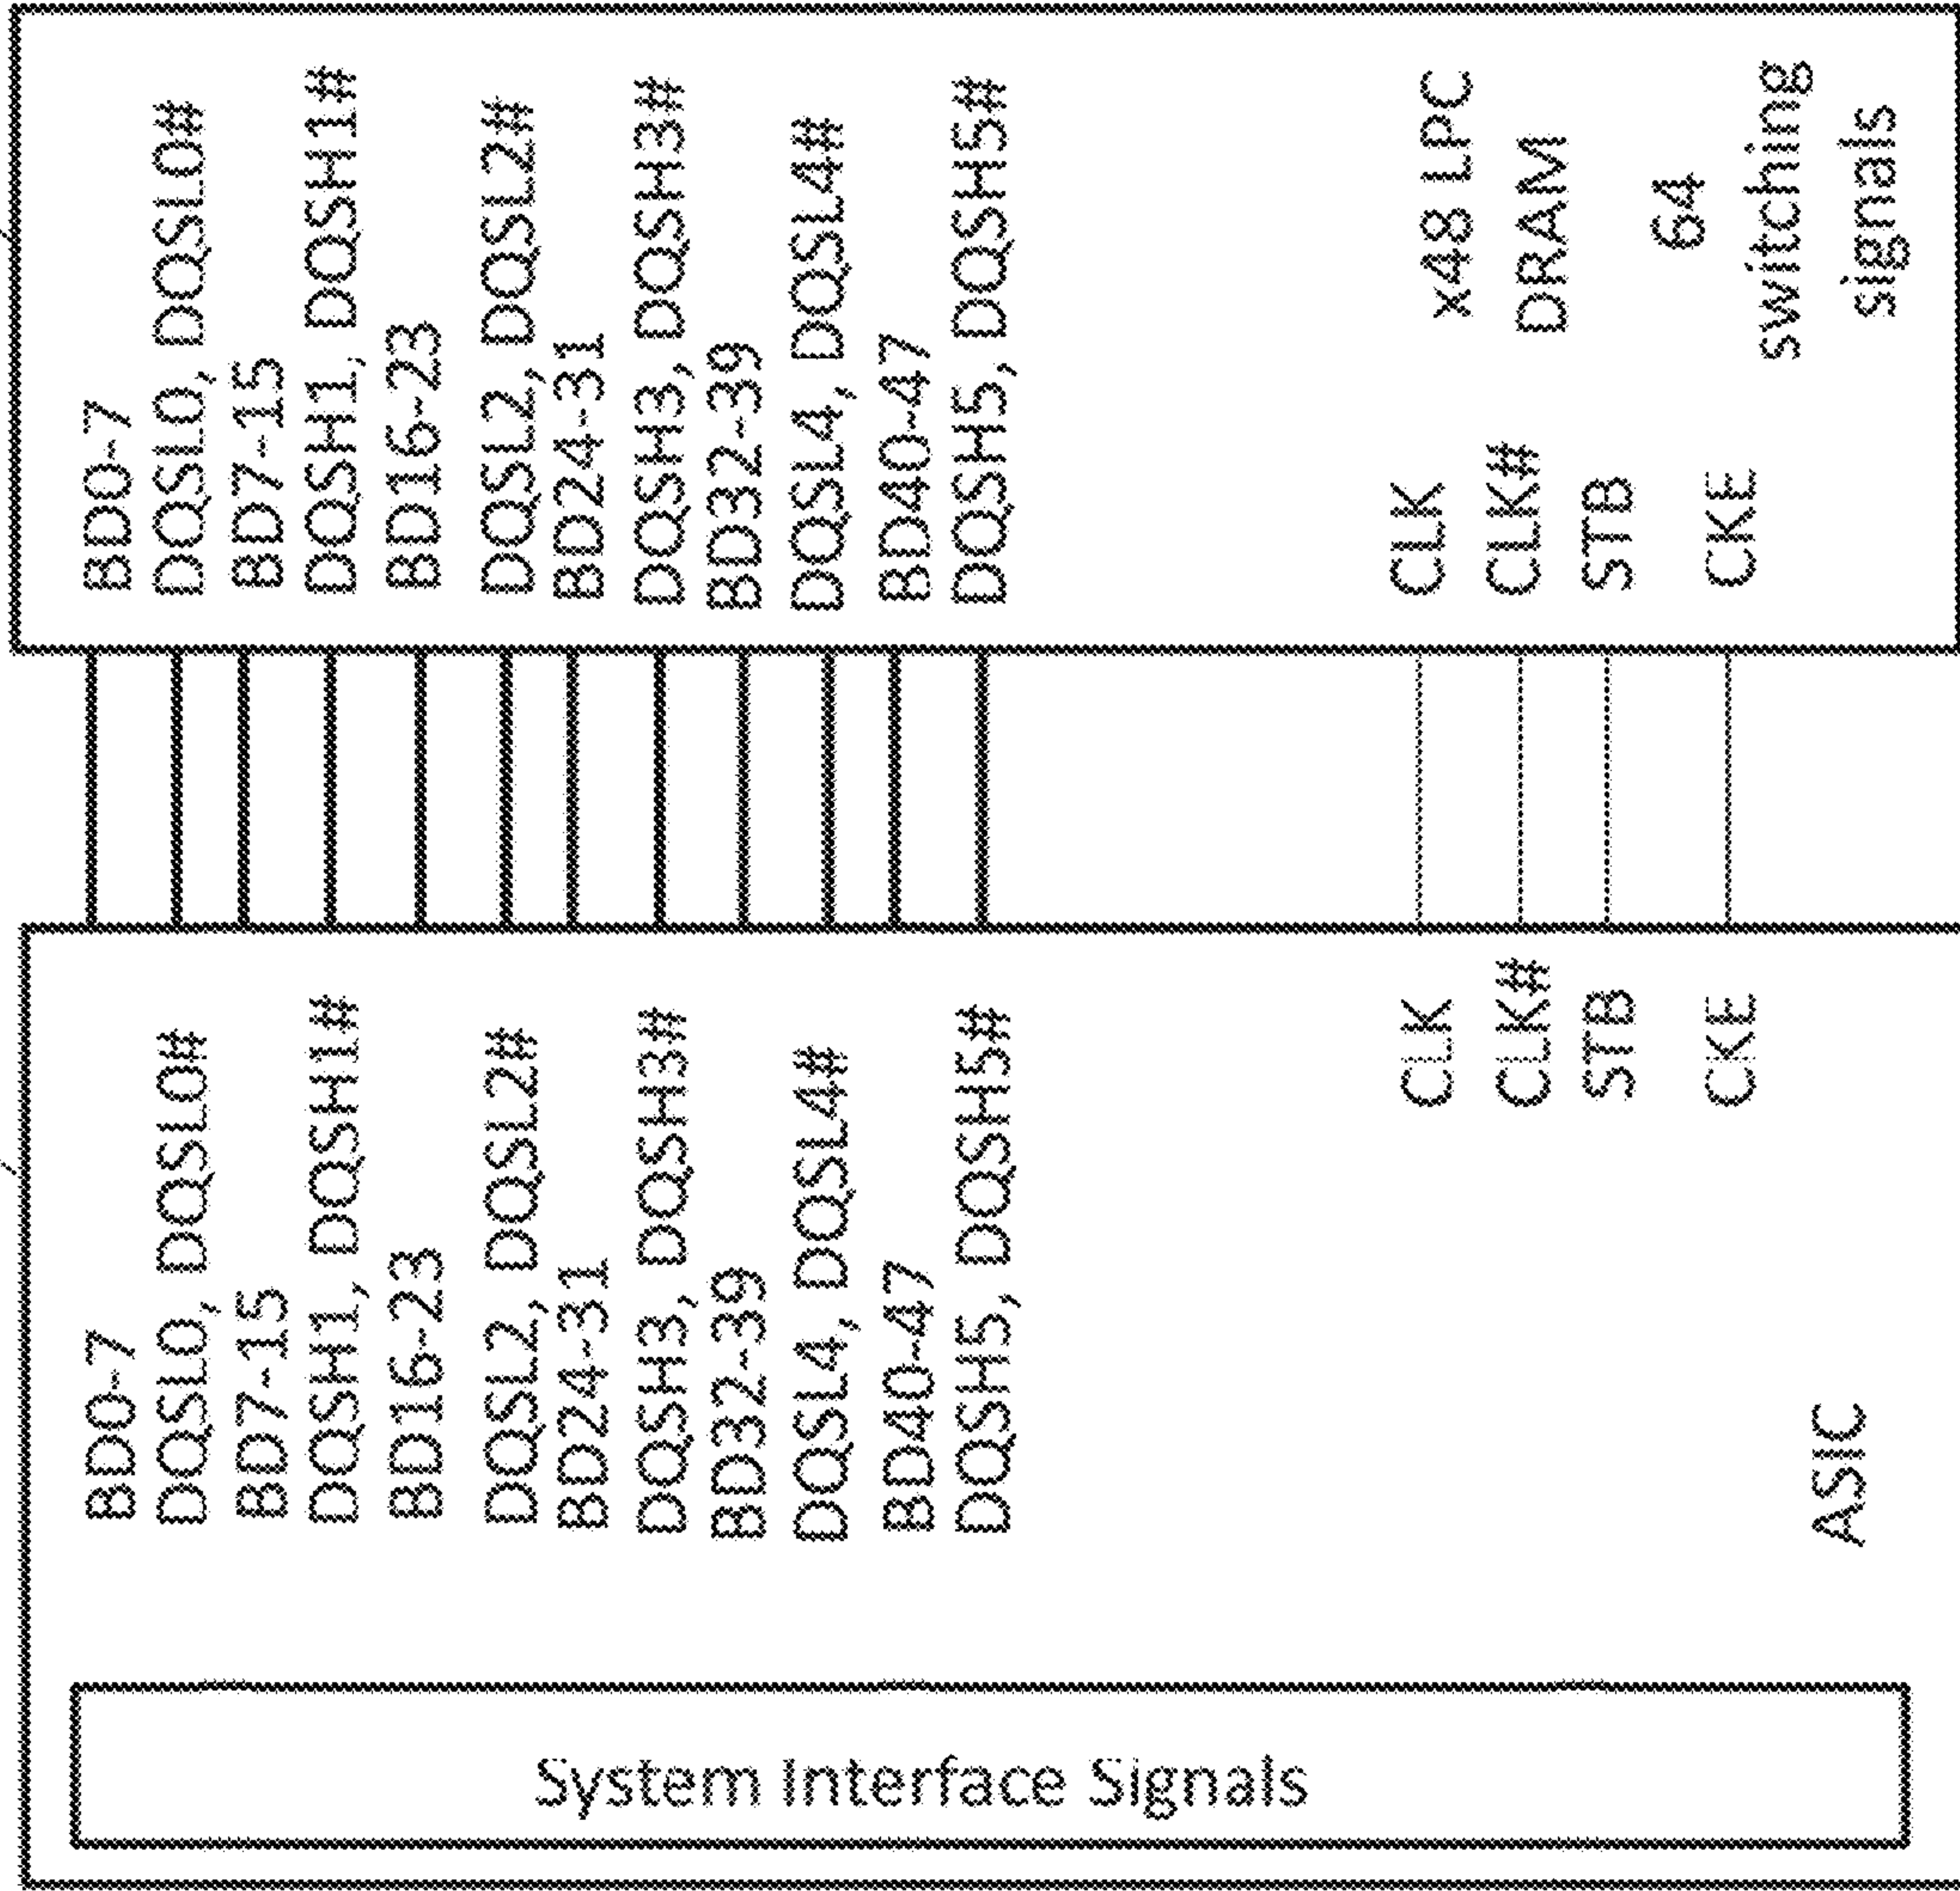 BD0-7
DQSL0, DQSL0#
BD7-15
DQSH1, DQSH1#
BD16-23
DQSL2, DQSL2#
BD24-31
DQSH3, DQSH3#
BD32-39
DQSL4, DQSL4#
BD40-47
DQSH5, DQSH5#
CLK
CLK#
STB
CKE
x48 LPC
DRAM
64
switching
signals
BD0-7
DQSL0, DQSL0#
BD7-15
DQSH1, DQSH1#
BD16-23
DQSL2, DQSL2#
BD24-31
DQSH3, DQSH3#
BD32-39
DQSL4, DQSL4#
BD40-47
DQSH5, DQSH5#
CLK
CLK#
STB
CKE
ASIC
System Interface Signals